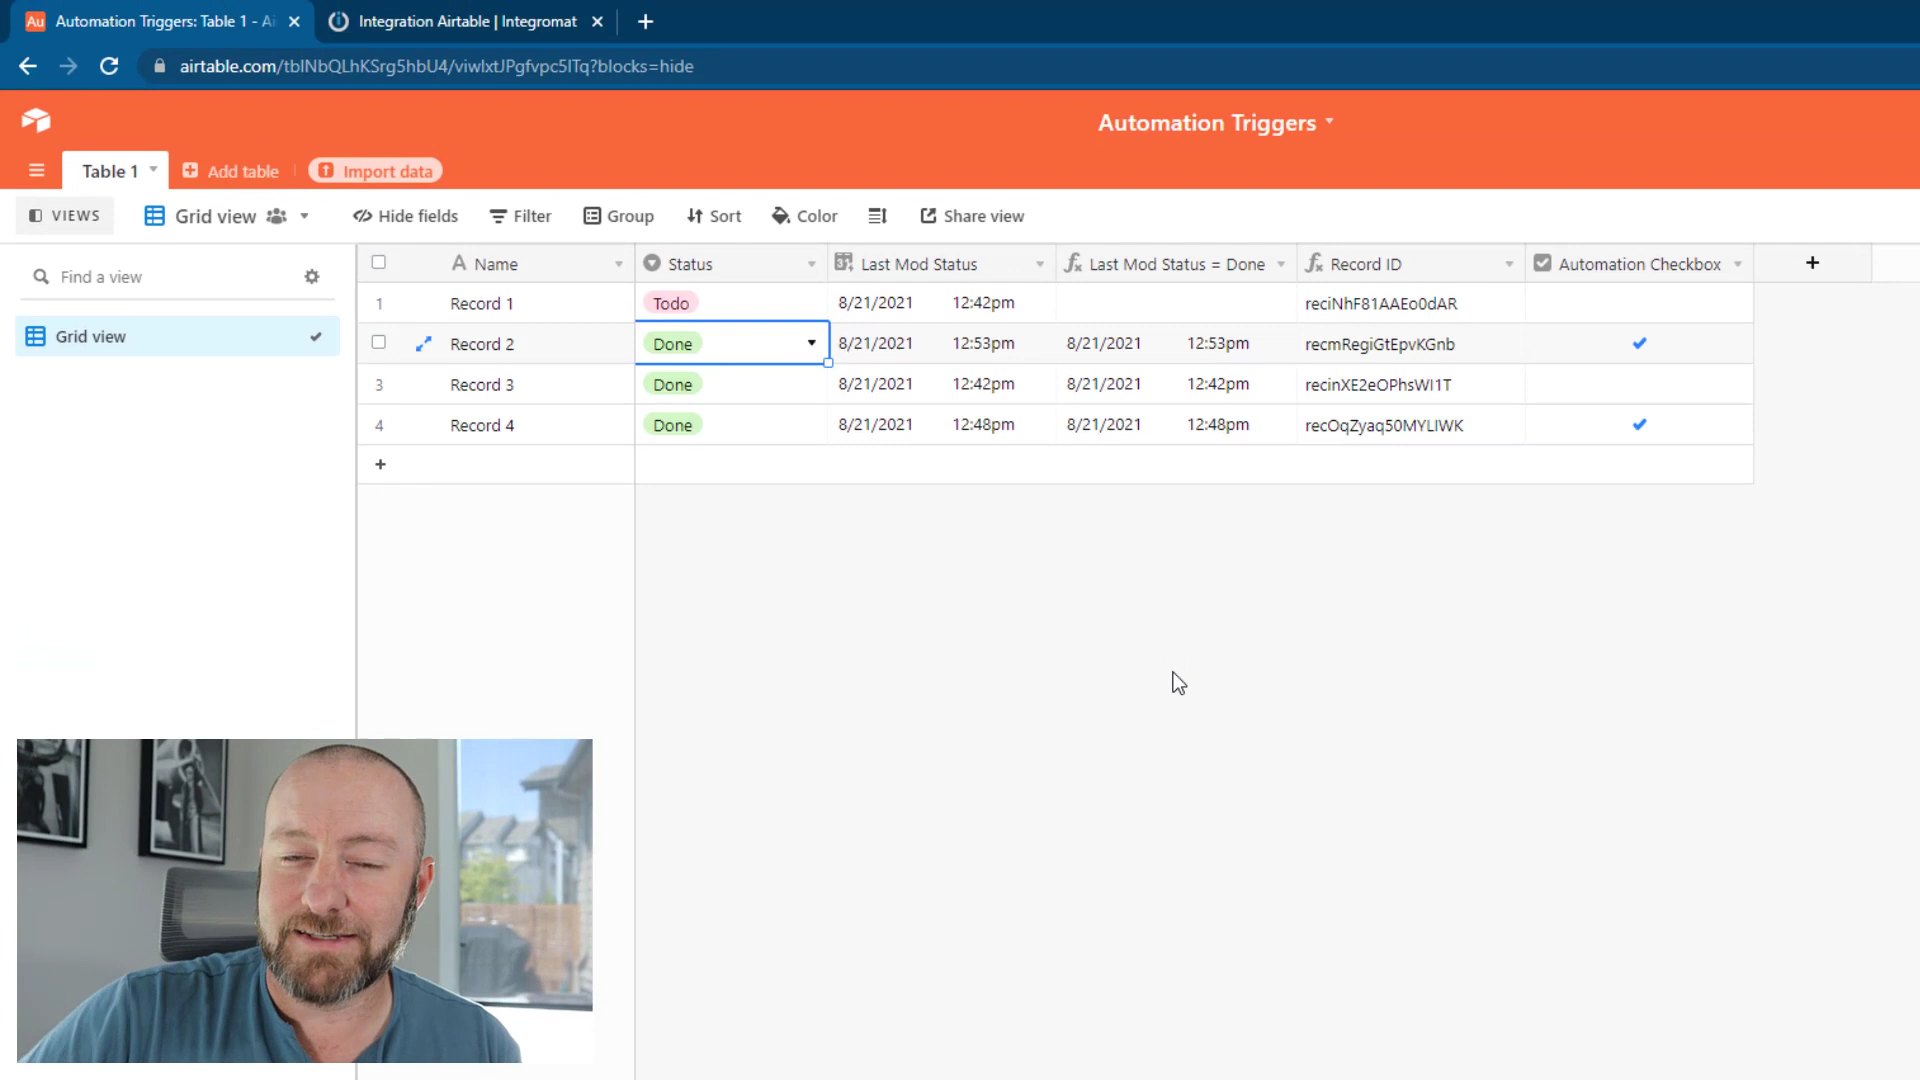 Automation Triggers: Table 1 - Ai
Integration Airtable | Integromat
airtable.com/tblNbQLhKSrg5hbU4/viwlxtJPgfvpc5lTq?blocks=hide
Automation Triggers
Table 1
Add table
Import data
VIEWS
Grid view
Hide fields
Filter
Group
Sort
Color
Share view
Find a view
Grid view
Name
Status
Last Mod Status
Last Mod Status = Done
Record ID
Automation Checkbox
1 Record 1 Todo 8/21/2021 12:42pm reciNhF81AAEo0dAR
Record 2 Done 8/21/2021 12:53pm 8/21/2021 12:53pm recmRegiGtEpvKGnb
3 Record 3 Done 8/21/2021 12:42pm 8/21/2021 12:42pm recinXE2eOPhsWI1T
4 Record 4 Done 8/21/2021 12:48pm 8/21/2021 12:48pm recOqZyaq50MYLIWK